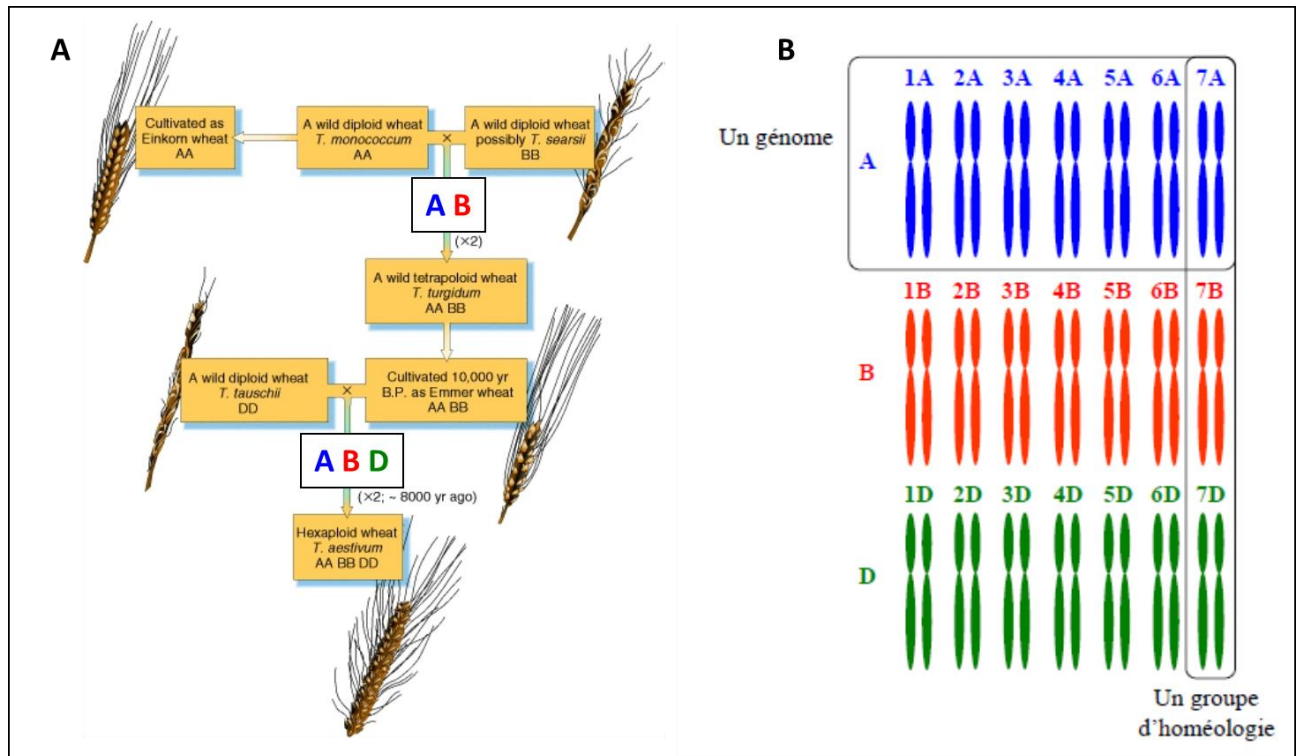 A
Cultivated as
Einkorn wheat
AA
A wild diploid wheat
T. monococcum
AA
×
A wild diploid wheat
possibly T. searsii
BB
A B
(×2)
A wild tetrapoloid wheat
T. turgidum
AA BB
A wild diploid wheat
T. tauschii
DD
×
Cultivated 10,000 yr
B.P. as Emmer wheat
AA BB
A B D
(×2; ~ 8000 yr ago)
Hexaploid wheat
T. aestivum
AA BB DD
B
Un génome
1A 2A 3A 4A 5A 6A 7A
A
1B 2B 3B 4B 5B 6B 7B
B
1D 2D 3D 4D 5D 6D 7D
D
Un groupe
d'homéologie